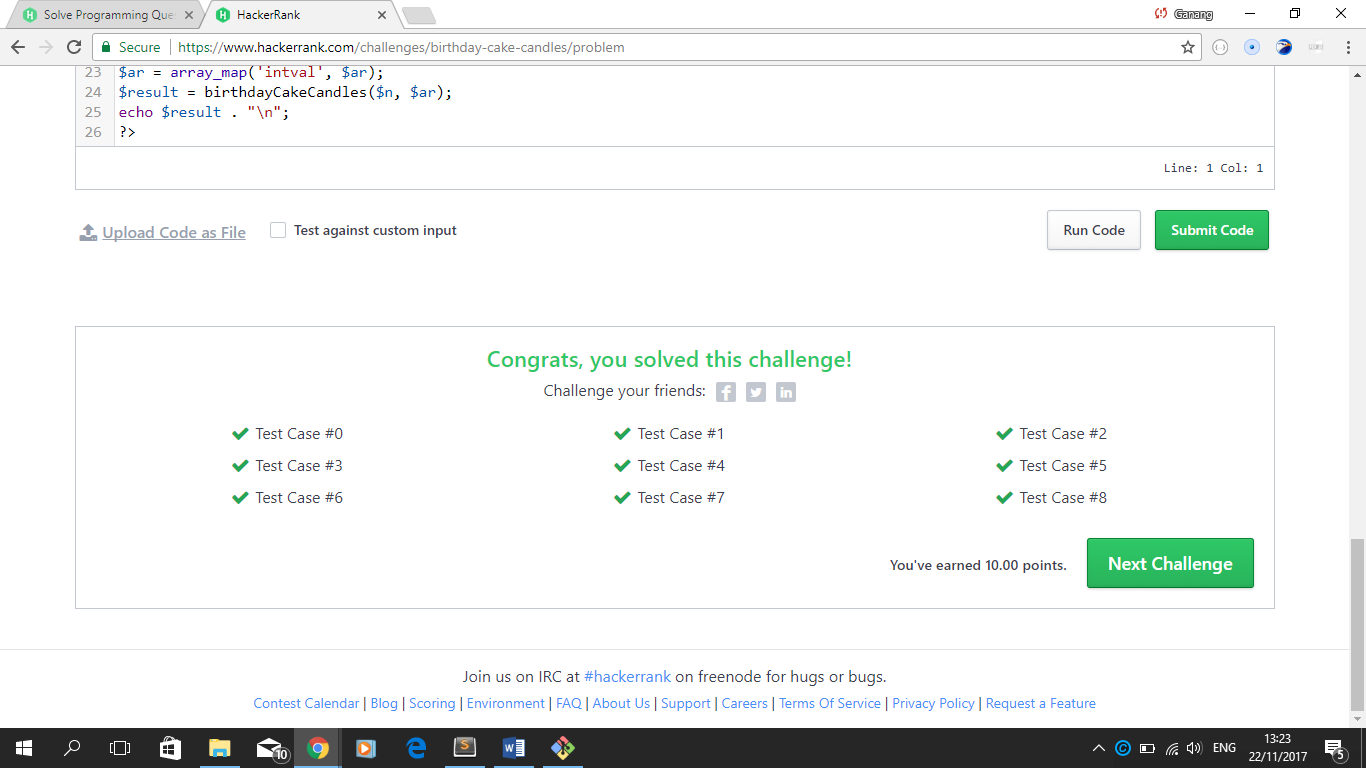 Solve Programming Que
HackerRank
Ganang
Secure
https://www.hackerrank.com/challenges/birthday-cake-candles/problem
23 $ar = array_map('intval', $ar);
24 $result = birthdayCakeCandles($n, $ar);
25 echo $result . "\n";
26 ?>
Line: 1 Col: 1
Upload Code as File
Test against custom input
Run Code
Submit Code
Congrats, you solved this challenge!
Challenge your friends:
Test Case #0 Test Case #1 Test Case #2
Test Case #3 Test Case #4 Test Case #5
Test Case #6 Test Case #7 Test Case #8
You've earned 10.00 points.
Next Challenge
Join us on IRC at #hackerrank on freenode for hugs or bugs.
Contest Calendar | Blog | Scoring | Environment | FAQ | About Us | Support | Careers | Terms Of Service | Privacy Policy | Request a Feature
10
ENG
13:23
22/11/2017
5